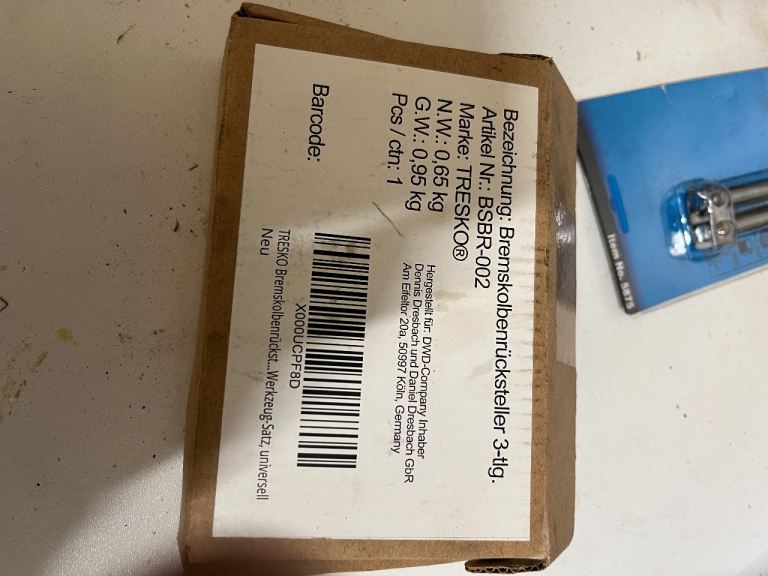 Bezeichnung: Bremskolbenrücksteller 3-tlg.
Artikel Nr.: BSBR-002
Marke: TRESKO®
N.W.: 0,65 kg
G.W.: 0,95 kg
Pcs / ctn: 1
Hergestellt für: DWD-Company Inhaber
Dennis Dresbach und Daniel Dresbach GbR
Am Eifeltor 20a, 50997 Köln, Germany
Barcode:
X000UCPF8D
TRESKO Bremskolbenrückst...Werkzeug-Satz, universell
Neu
Item No. 5875